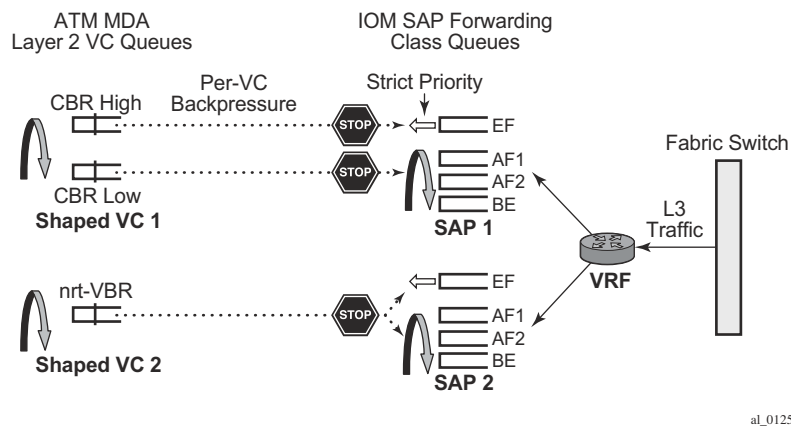 ATM MDA
Layer 2 VC Queues
IOM SAP Forwarding
Class Queues
Per-VC
Backpressure
Strict Priority
CBR High
STOP
EF
Fabric Switch
AF1
STOP
AF2
CBR Low
BE
Shaped VC 1
SAP 1
L3
Traffic
VRF
EF
nrt-VBR
STOP
AF1
AF2
BE
Shaped VC 2
SAP 2
al_0125